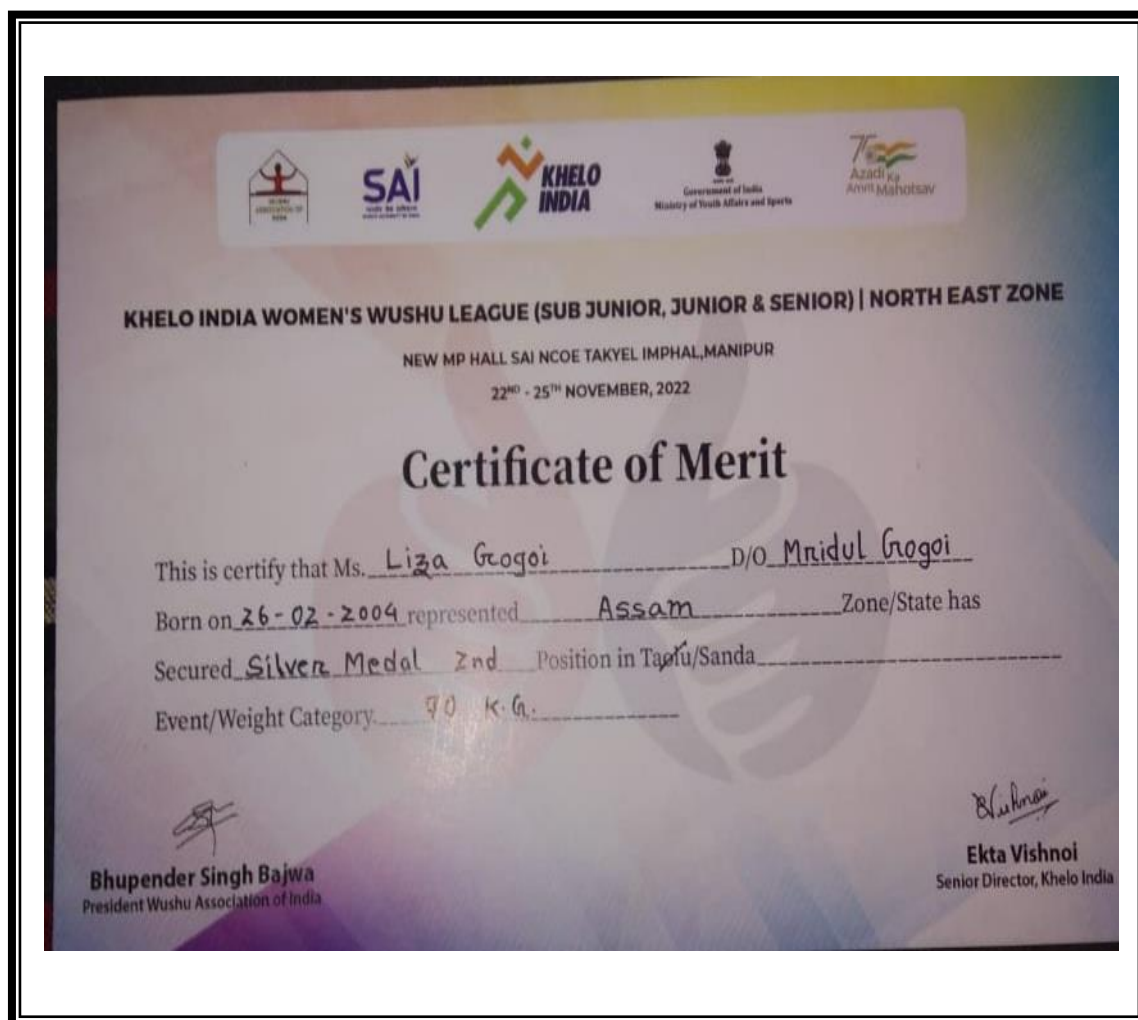 SAI
KHELO
INDIA
Government of India
Ministry of Youth Affairs and Sports
75
Azadi Ka
Amrit Mahotsav
KHELO INDIA WOMEN'S WUSHU LEAGUE (SUB JUNIOR, JUNIOR & SENIOR) | NORTH EAST ZONE
NEW MP HALL SAI NCOE TAKYEL IMPHAL,MANIPUR
22ND - 25TH NOVEMBER, 2022
Certificate of Merit
This is certify that Ms. Liza Gogoi D/O Mridul Gogoi
Born on 26-02-2004 represented Assam Zone/State has
Secured Silver Medal 2nd Position in Taolu/Sanda
Event/Weight Category 70 K.G.
Bhupender Singh Bajwa
President Wushu Association of India
Vishnoi
Ekta Vishnoi
Senior Director, Khelo India